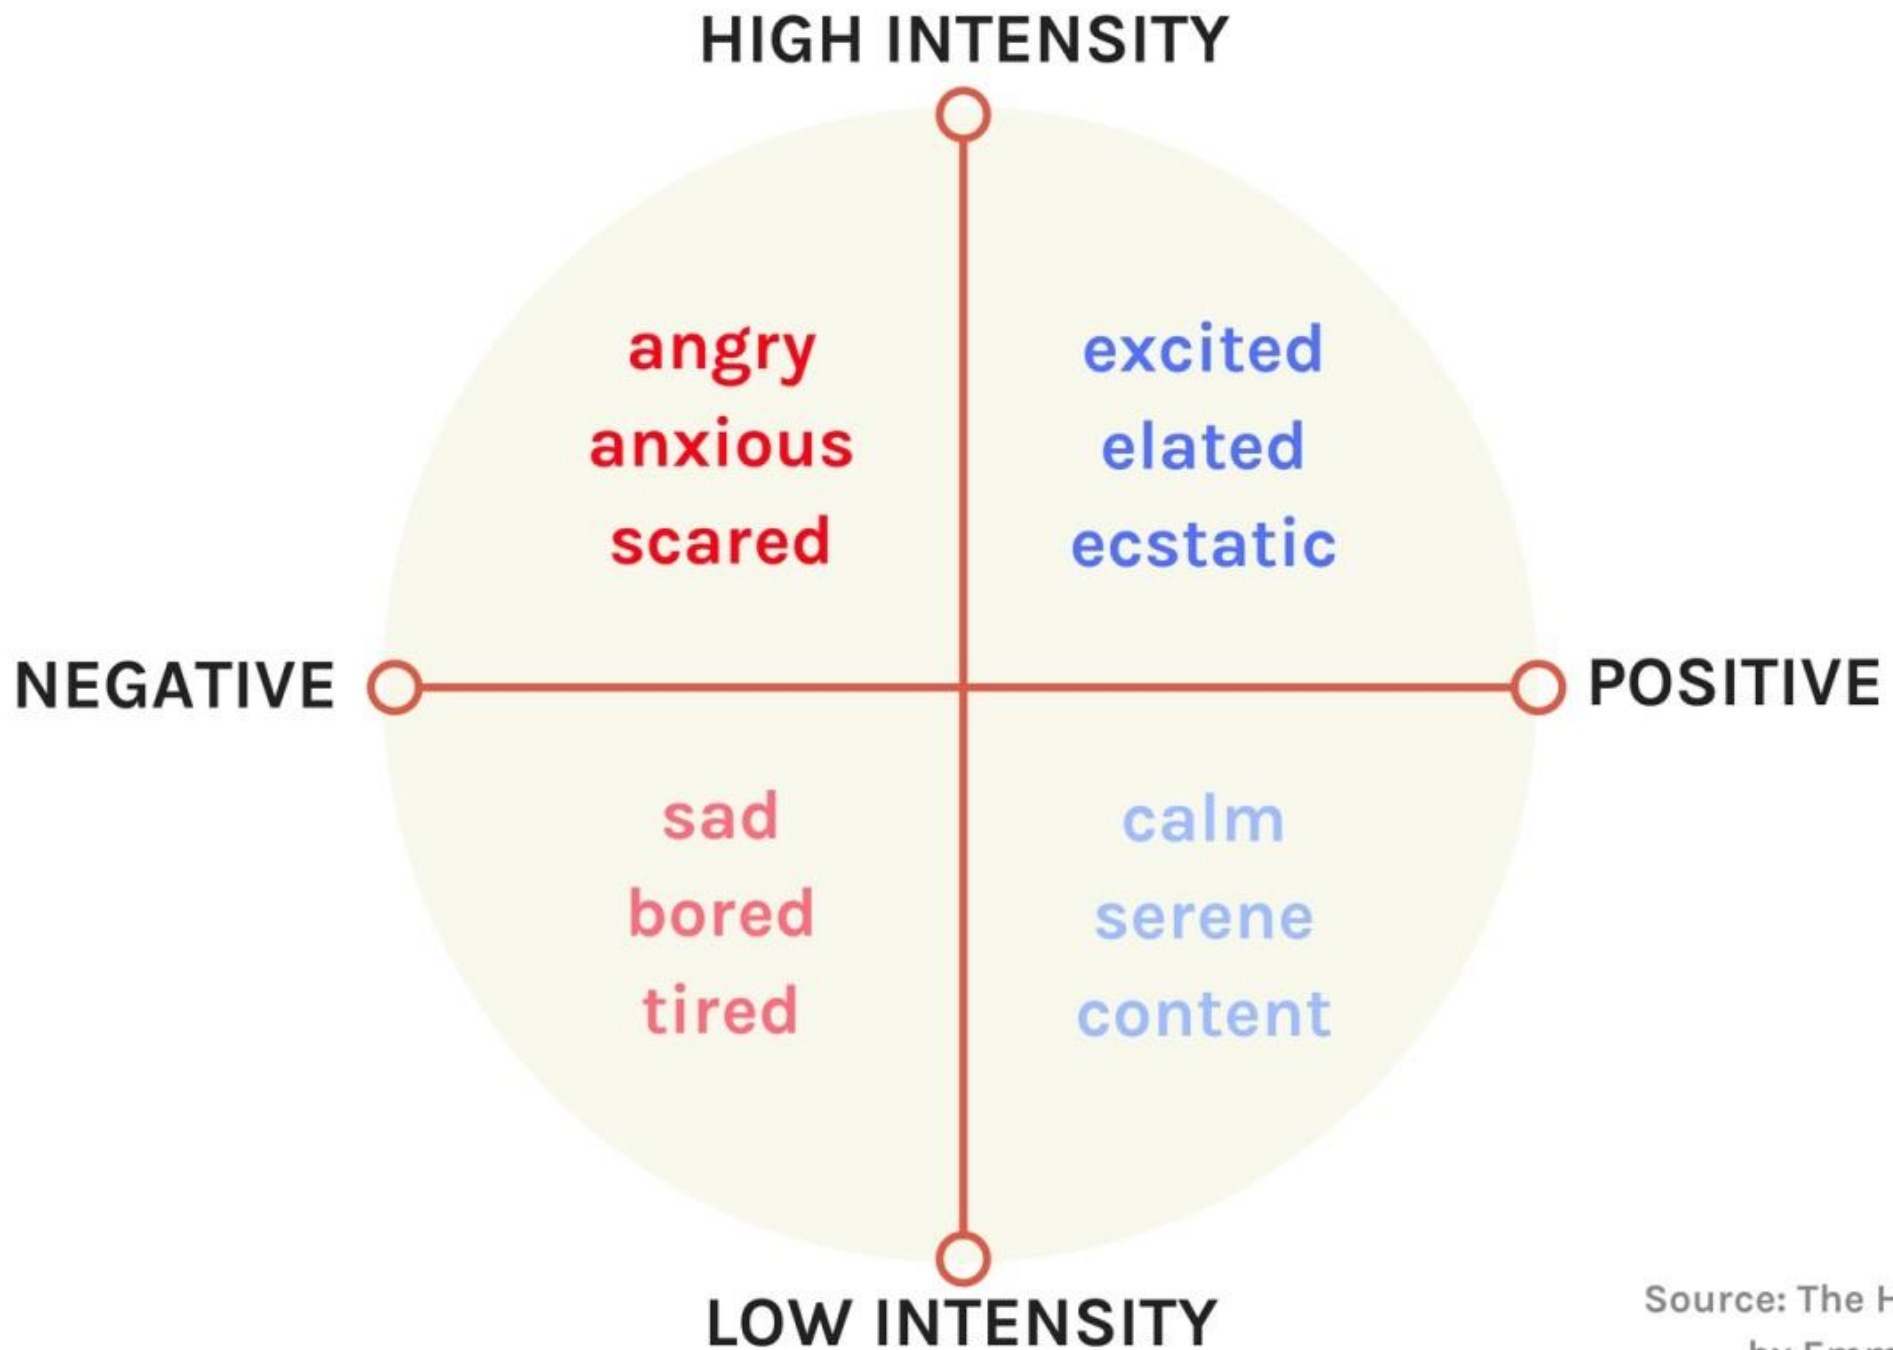 HIGH INTENSITY
angry
anxious
scared
excited
elated
ecstatic
NEGATIVE
POSITIVE
sad
bored
tired
calm
serene
content
LOW INTENSITY
Source: The
by